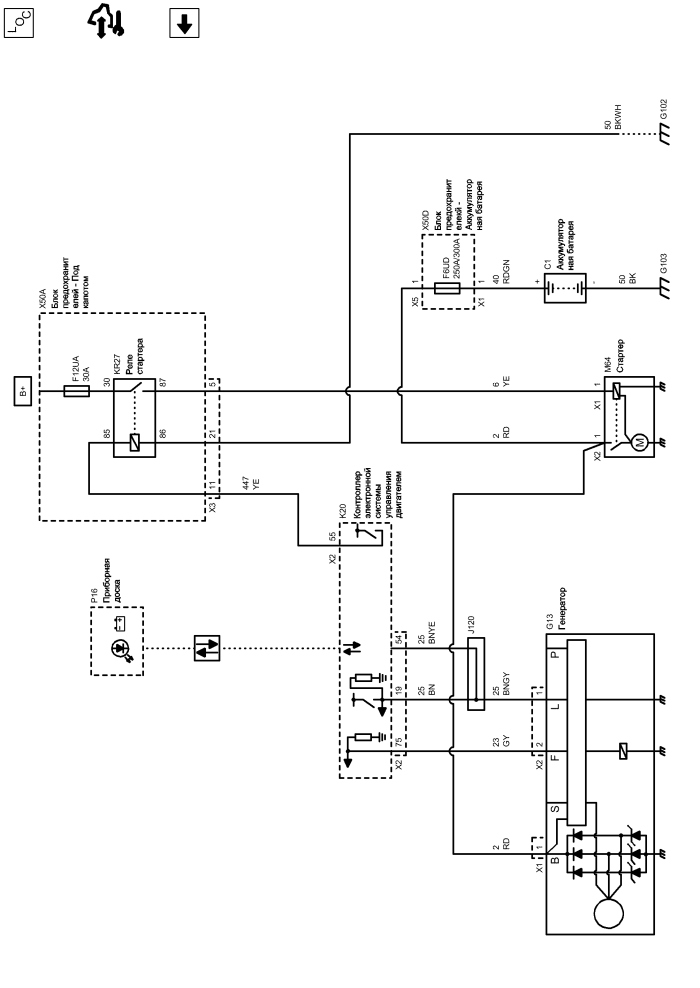 LOC
B+
X50A
Блок
предохранит
елей - Под
капотом
F12UA
30A
30
87
85
86
KR27
Реле
стартера
5
21
11
X3
447
YE
6
YE
2
RD
50
BKWH
G102
X50D
Блок
предохранит
елекй -
Аккумулятор
ная батарея
F6UD
250A/300A
X5
1
X1
1
40
RDGN
C1
Аккумулятор
ная батарея
+
-
50
BK
G103
M64
Стартер
X1
1
X2
1
M
P16
Приборная
доска
- +
K20
Контроллер
электронной
системы
управления
двигателем
X2
55
54
19
75
X2
25
BNYE
25
BN
J120
25
BNGY
23
GY
2
RD
G13
Генератор
X2
2
1
X1
1
P
L
F
S
B